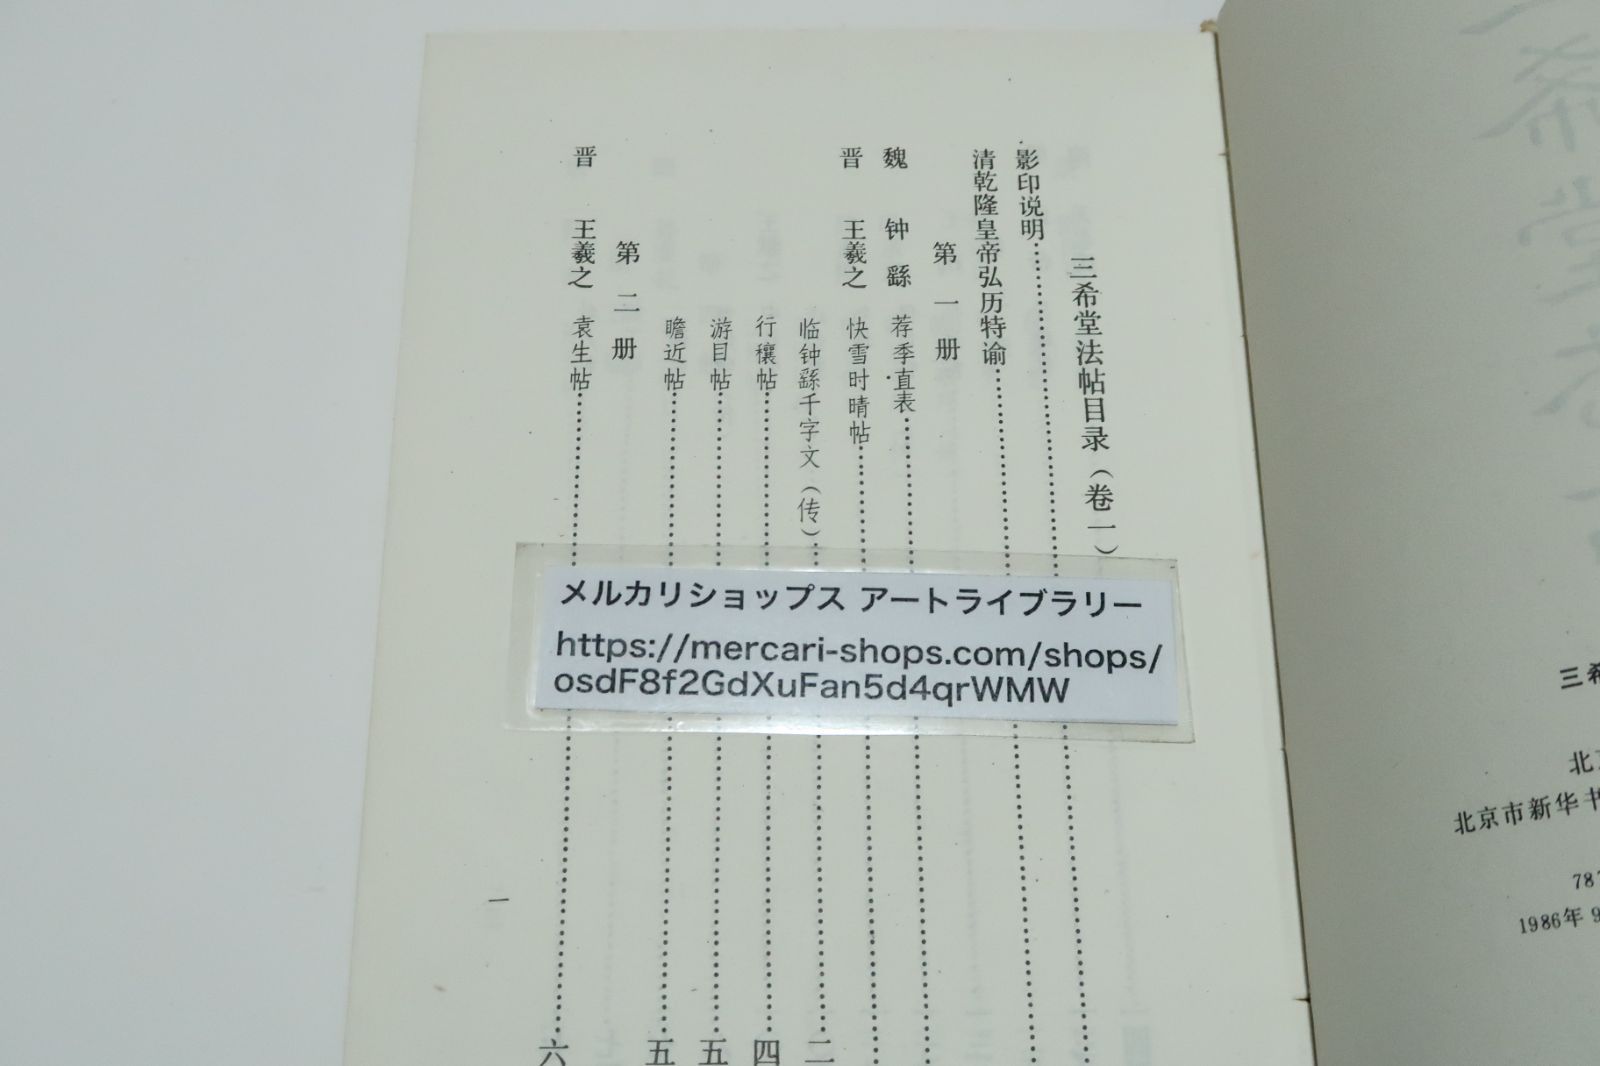 三希堂法帖目录（卷一）
影印说明
清乾隆皇帝弘历特谕
第一册
魏 钟繇 荐季直表
晋 王羲之 快雪时晴帖
临钟繇千字文（传） 二
行穰帖 四
游目帖 五
瞻近帖 五
第二册
晋 王羲之 袁生帖 六
一
メルカリショップス アートライブラリー
https://mercari-shops.com/shops/
osdF8f2GdXuFan5d4qrWMW
北京市新华书
1986年 9